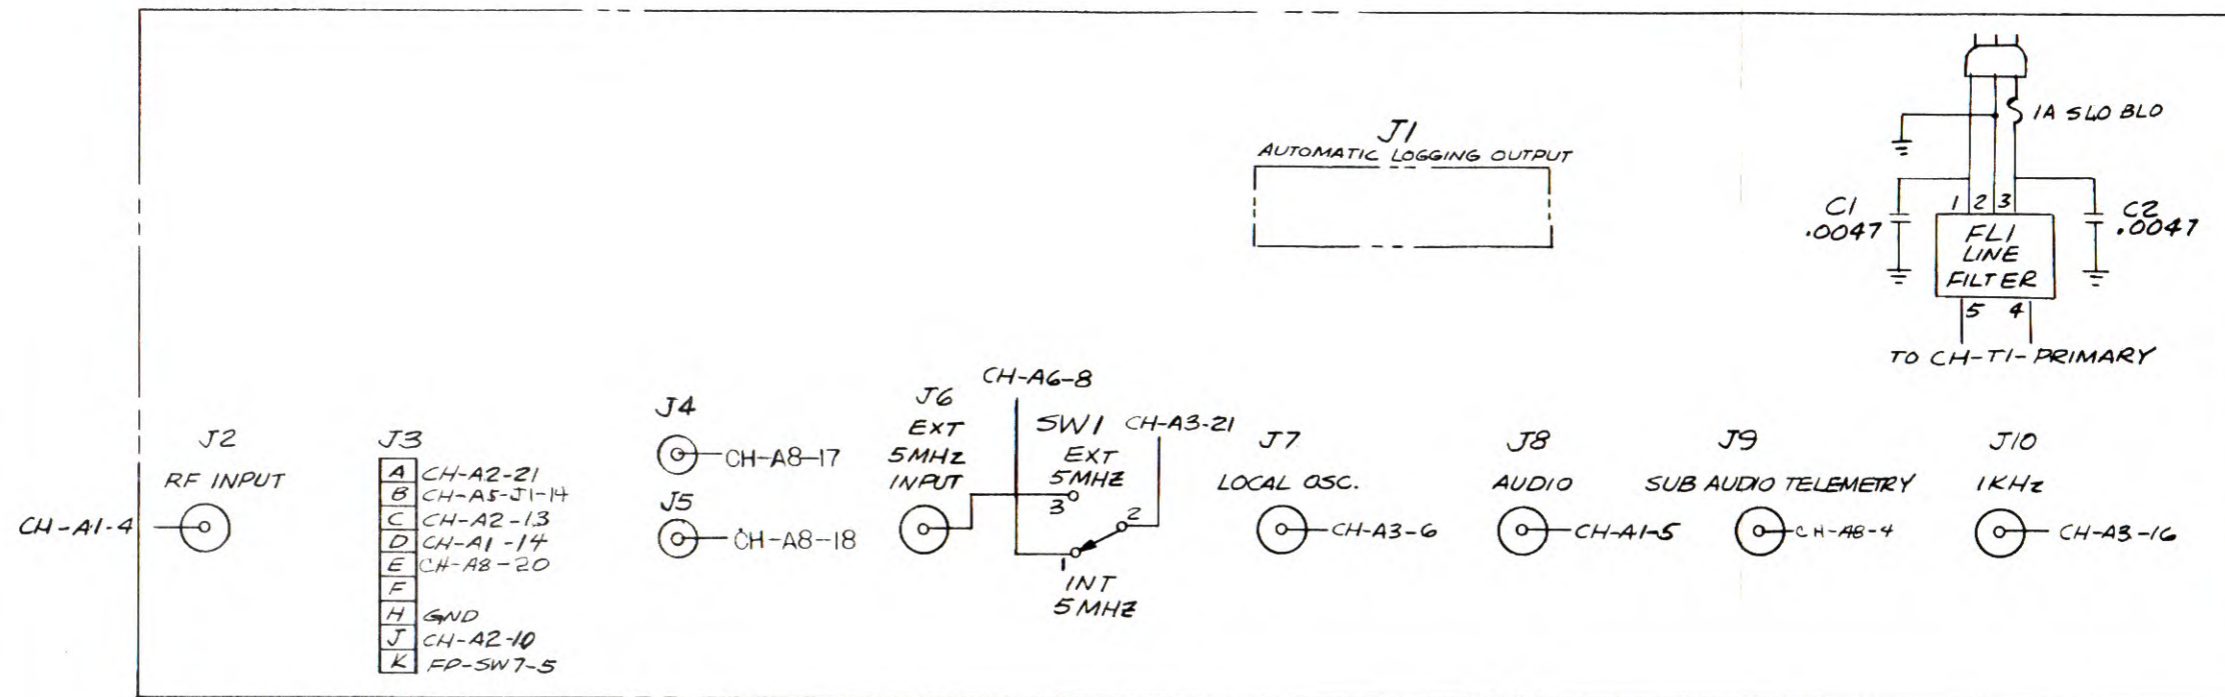 1A SLO BLO
J1
AUTOMATIC LOGGING OUTPUT
C1
.0047
1 2 3
C2
.0047
FL1
LINE
FILTER
5 4
TO CH-T1-PRIMARY
CH-A6-8
J2
RF INPUT
CH-A1-4
J3
A CH-A2-21
B CH-A5-J1-14
C CH-A2-13
D CH-A1-14
E CH-A8-20
F
H GND
J CH-A2-10
K FP-SW7-5
J4
CH-A8-17
J5
CH-A8-18
J6
EXT
5MHz
INPUT
SW1
CH-A3-21
EXT
5MHZ
3
2
1
INT
5MHZ
J7
LOCAL OSC.
CH-A3-6
J8
AUDIO
CH-A1-5
J9
SUB AUDIO TELEMETRY
CH-A8-4
J10
1KHz
CH-A3-16